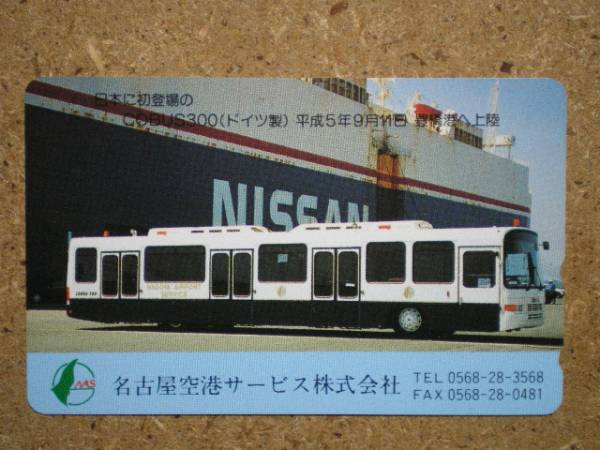 日本に初登場の
COBUS300(ドイツ製) 平成5年9月11日 豊橋港へ上陸
NISSAN
NAGOYA AIRPORT
SERVICE
COBUS 300
NAS
名古屋空港サービス株式会社
TEL 0568-28-3568
FAX 0568-28-0481